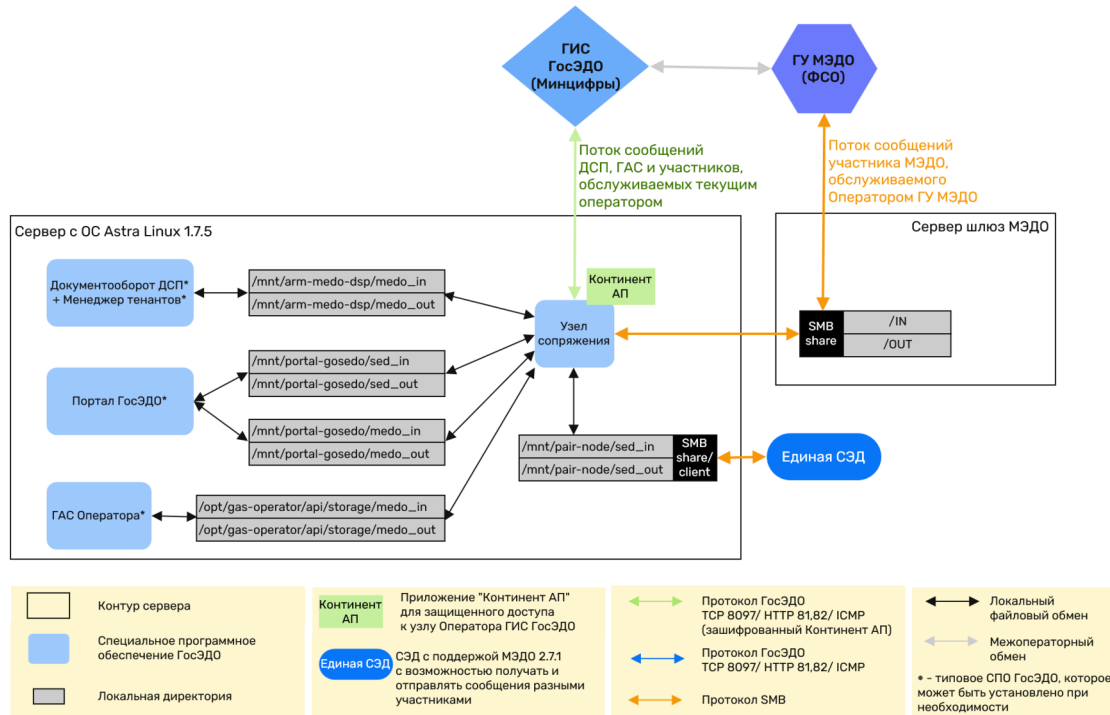 ГИС
ГосЭДО
(Минцифры)
ГУ МЭДО
(ФСО)
Поток сообщений
ДСП, ГАС и участников,
обслуживаемых текущим
оператором
Поток сообщений
участника МЭДО,
обслуживаемого
Оператором ГУ МЭДО
Сервер с ОС Astra Linux 1.7.5
Сервер шлюз МЭДО
Документооборот ДСП*
+ Менеджер тенантов*
/mnt/arm-medo-dsp/medo_in
/mnt/arm-medo-dsp/medo_out
Континент
АП
Узел
сопряжения
SMB
share
/IN
/OUT
Портал ГосЭДО*
/mnt/portal-gosedo/sed_in
/mnt/portal-gosedo/sed_out
/mnt/portal-gosedo/medo_in
/mnt/portal-gosedo/medo_out
/mnt/pair-node/sed_in
/mnt/pair-node/sed_out
SMB
share/
client
Единая СЭД
ГАС Оператора*
/opt/gas-operator/api/storage/medo_in
/opt/gas-operator/api/storage/medo_out
Контур сервера
Специальное программное
обеспечение ГосЭДО
Локальная директория
Континент
АП
Приложение "Континент АП"
для защищенного доступа
к узлу Оператора ГИС ГосЭДО
Единая СЭД
СЭД с поддержкой МЭДО 2.7.1
с возможностью получать и
отправлять сообщения разными
участниками
Протокол ГосЭДО
TCP 8097/ HTTP 81,82/ ICMP
(зашифрованный Континент АП)
Протокол ГосЭДО
TCP 8097/ HTTP 81,82/ ICMP
Протокол SMB
Локальный
файловый обмен
Межоператорный
обмен
* - типовое СПО ГосЭДО, которое
может быть установлено при
необходимости